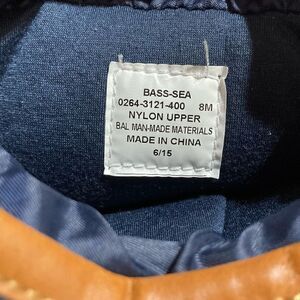 BASS-SEA
0264-3121-400 8M
NYLON UPPER
BAL MAN-MADE MATERIALS
MADE IN CHINA
6/15